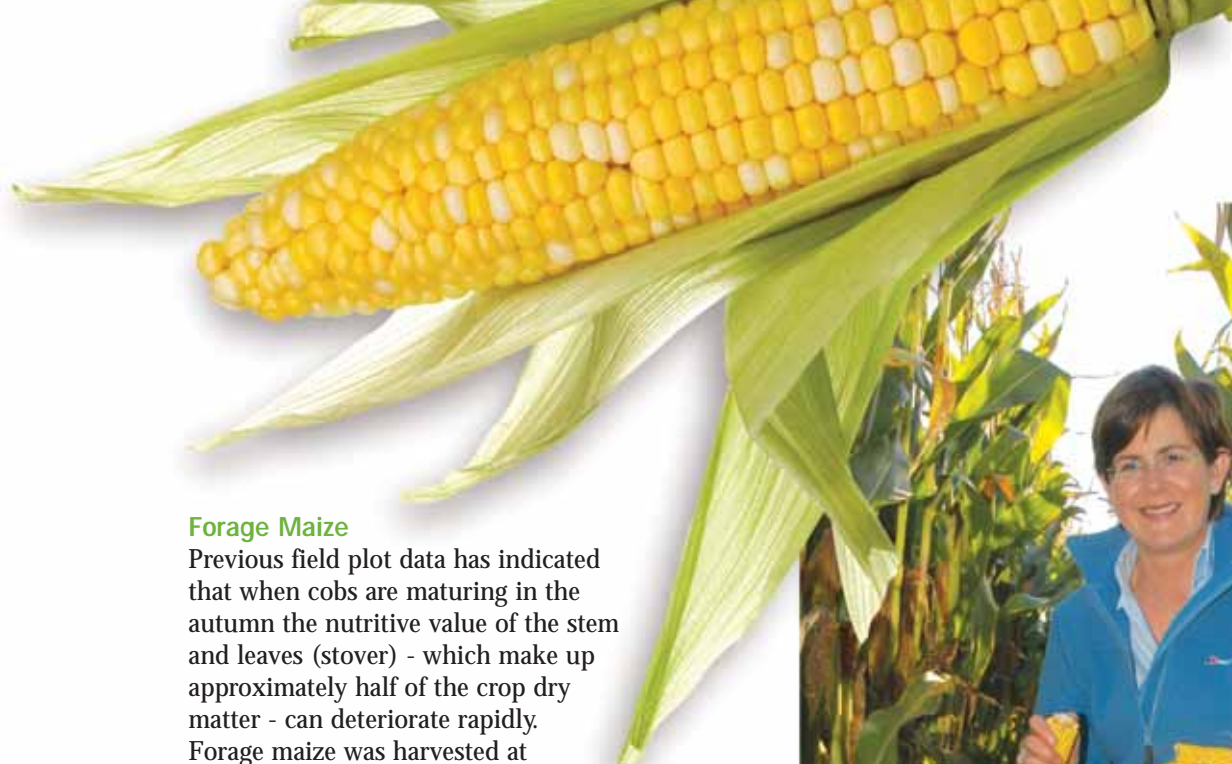 Forage Maize
Previous field plot data has indicated
that when cobs are maturing in the
autumn the nutritive value of the stem
and leaves (stover) - which make up
approximately half of the crop dry
matter - can deteriorate rapidly.
Forage maize was harvested at